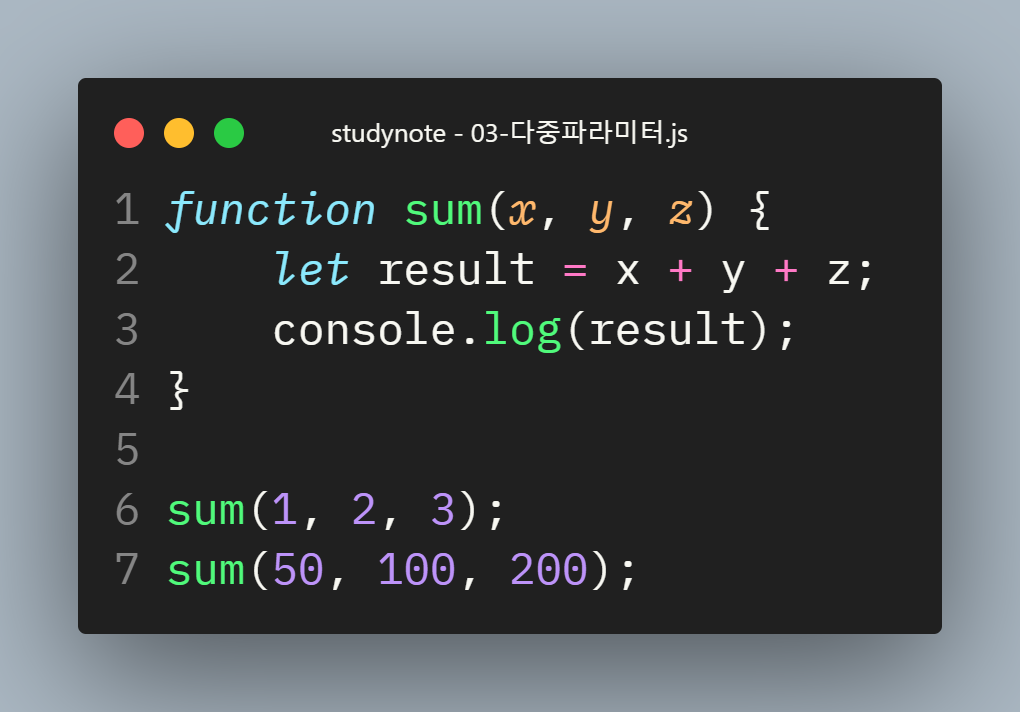 studynote - 03-다중파라미터.js
1 function sum(x, y, z) {
2     let result = x + y + z;
3     console.log(result);
4 }
5
6 sum(1, 2, 3);
7 sum(50, 100, 200);